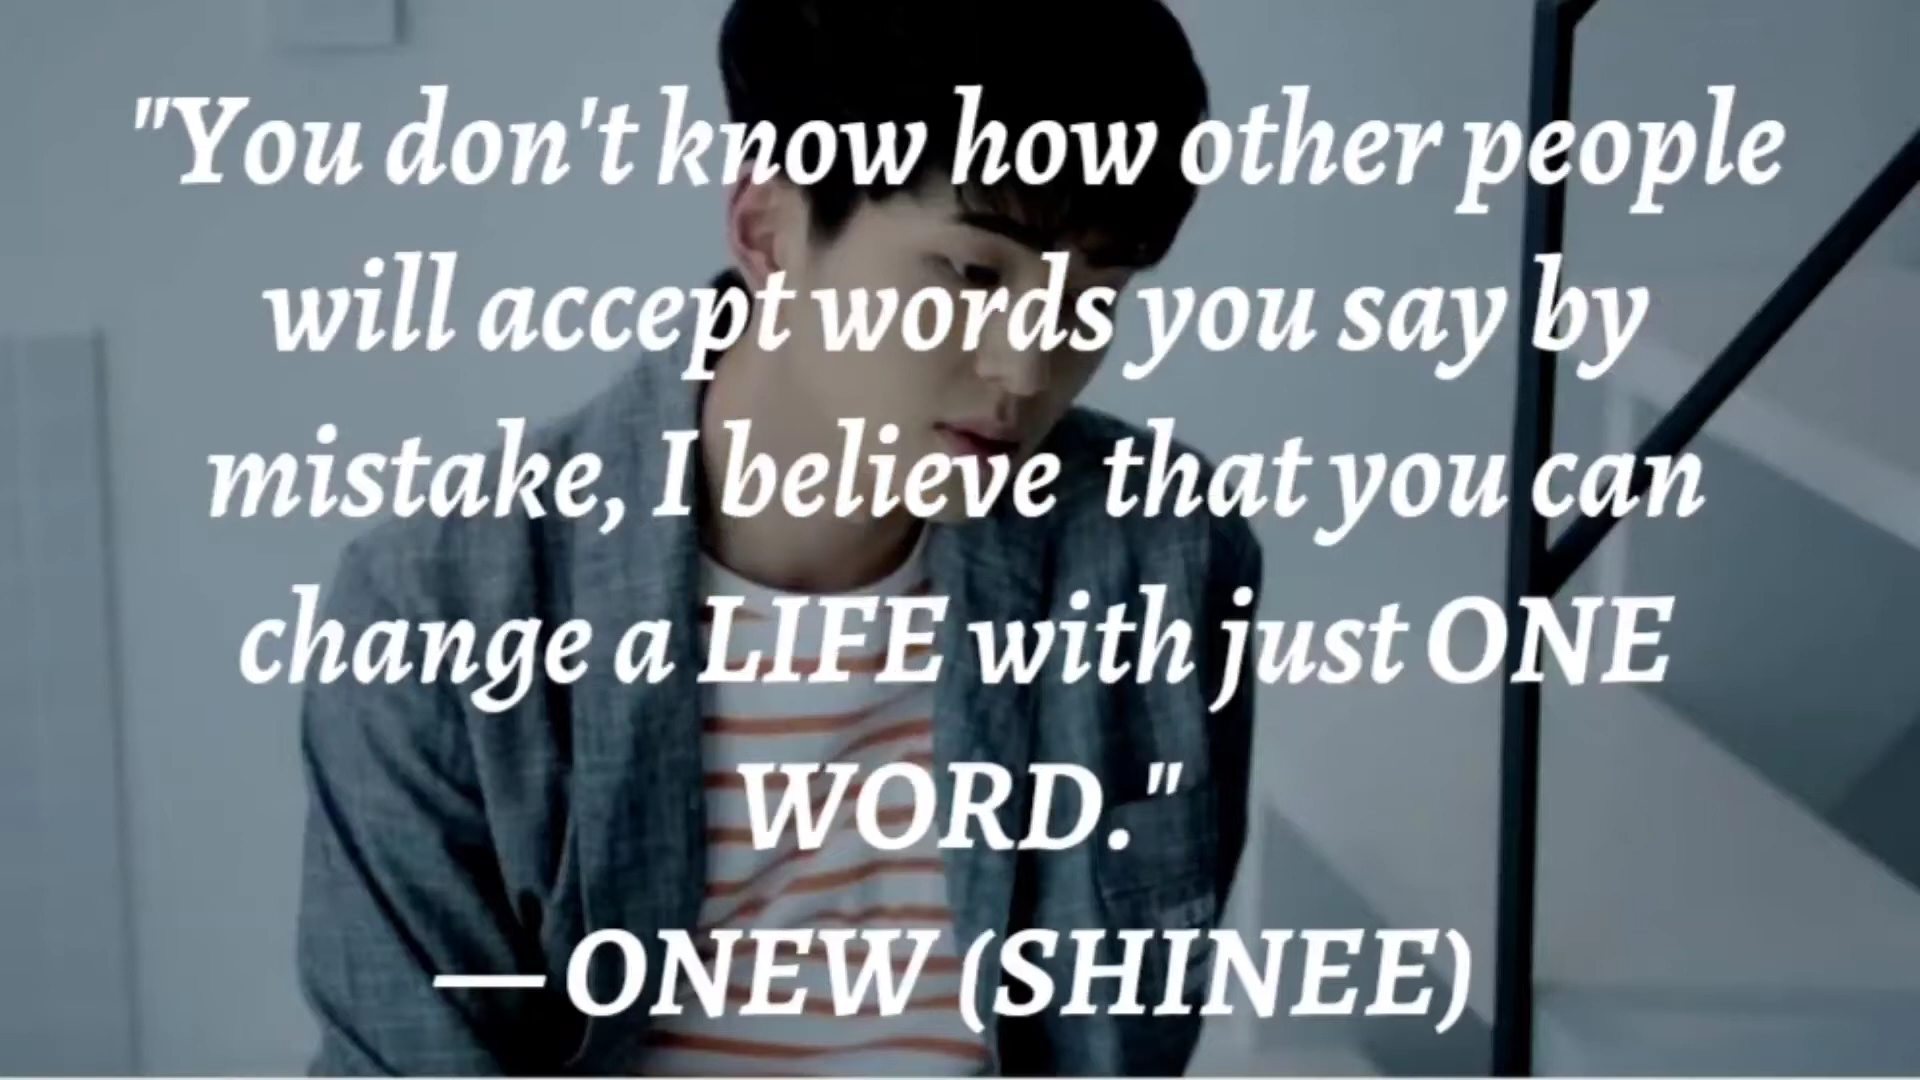 "You don't know how other people
will accept words you say by
mistake, I believe that you can
change a LIFE with just ONE
WORD."
— ONEW (SHINEE)